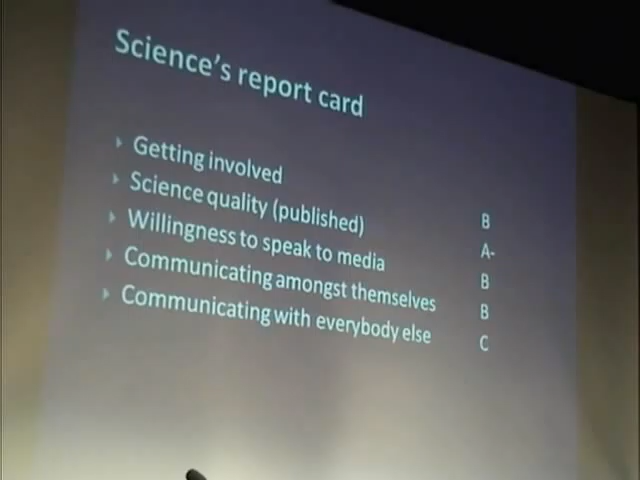 Science's report card
Getting involved B
Science quality (published) A-
Willingness to speak to media B
Communicating amongst themselves B
Communicating with everybody else C